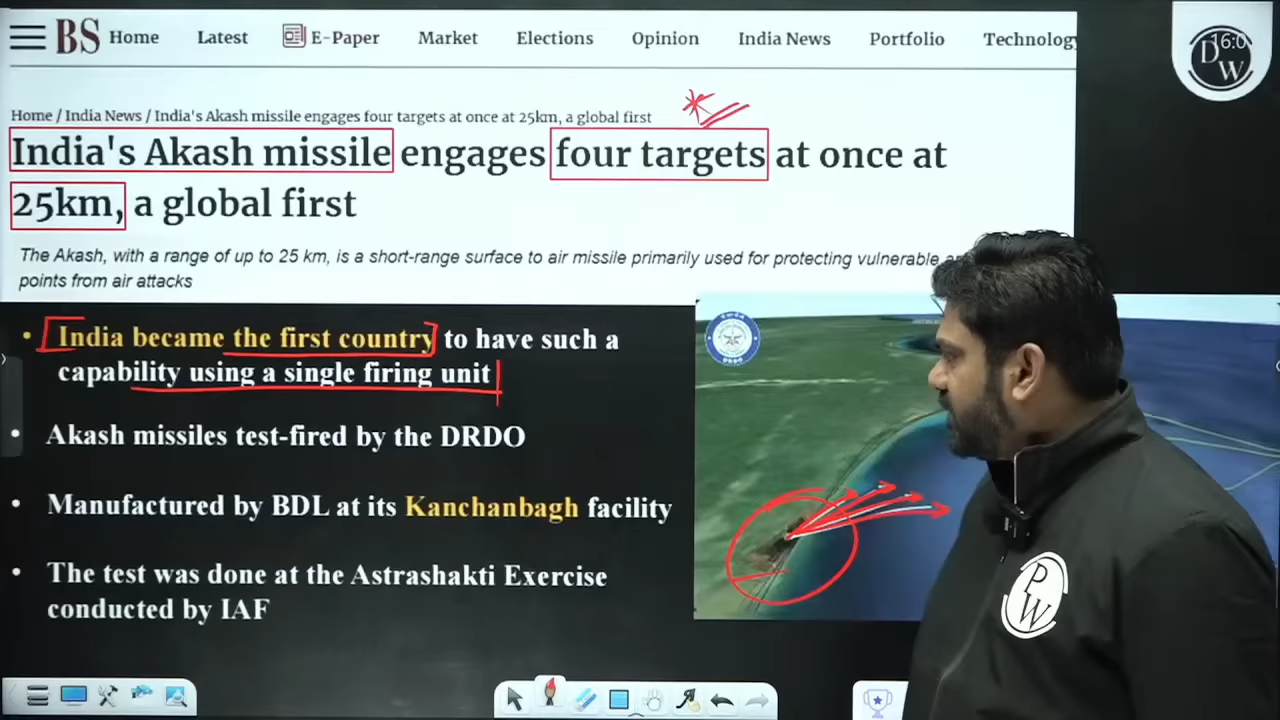 BS Home Latest E-Paper Market Elections Opinion India News Portfolio Technology
16:0
DW
Home / India News / India's Akash missile engages four targets at once at 25km, a global first
India's Akash missile engages four targets at once at
25km, a global first
The Akash, with a range of up to 25 km, is a short-range surface to air missile primarily used for protecting vulnerable
points from air attacks
• India became the first country to have such a
capability using a single firing unit
• Akash missiles test-fired by the DRDO
• Manufactured by BDL at its Kanchanbagh facility
• The test was done at the Astrashakti Exercise
conducted by IAF
DRDO
PW